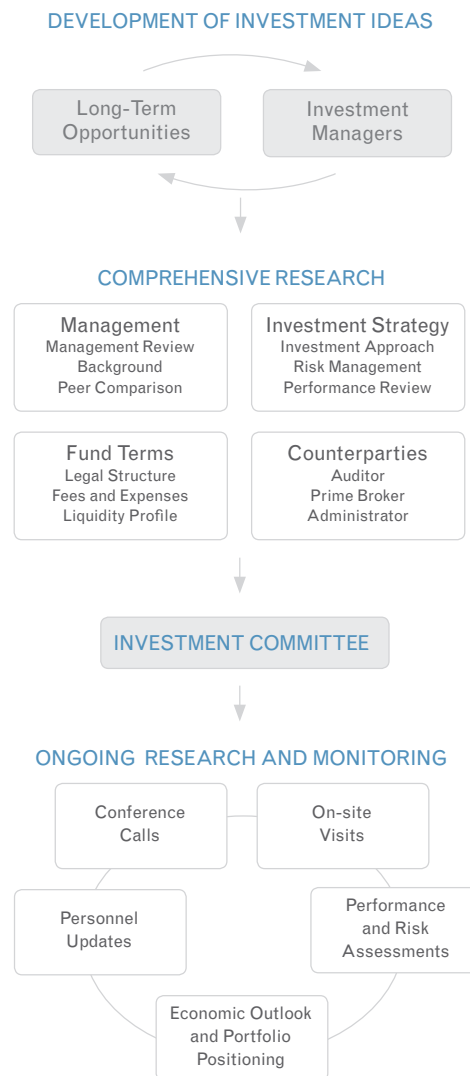 DEVELOPMENT OF INVESTMENT IDEAS
Long-Term
Opportunities
Investment
Managers
COMPREHENSIVE RESEARCH
Management
Management Review
Background
Peer Comparison
Investment Strategy
Investment Approach
Risk Management
Performance Review
Fund Terms
Legal Structure
Fees and Expenses
Liquidity Profile
Counterparties
Auditor
Prime Broker
Administrator
INVESTMENT COMMITTEE
ONGOING RESEARCH AND MONITORING
Conference
Calls
On-site
Visits
Personnel
Updates
Performance
and Risk
Assessments
Economic Outlook
and Portfolio
Positioning